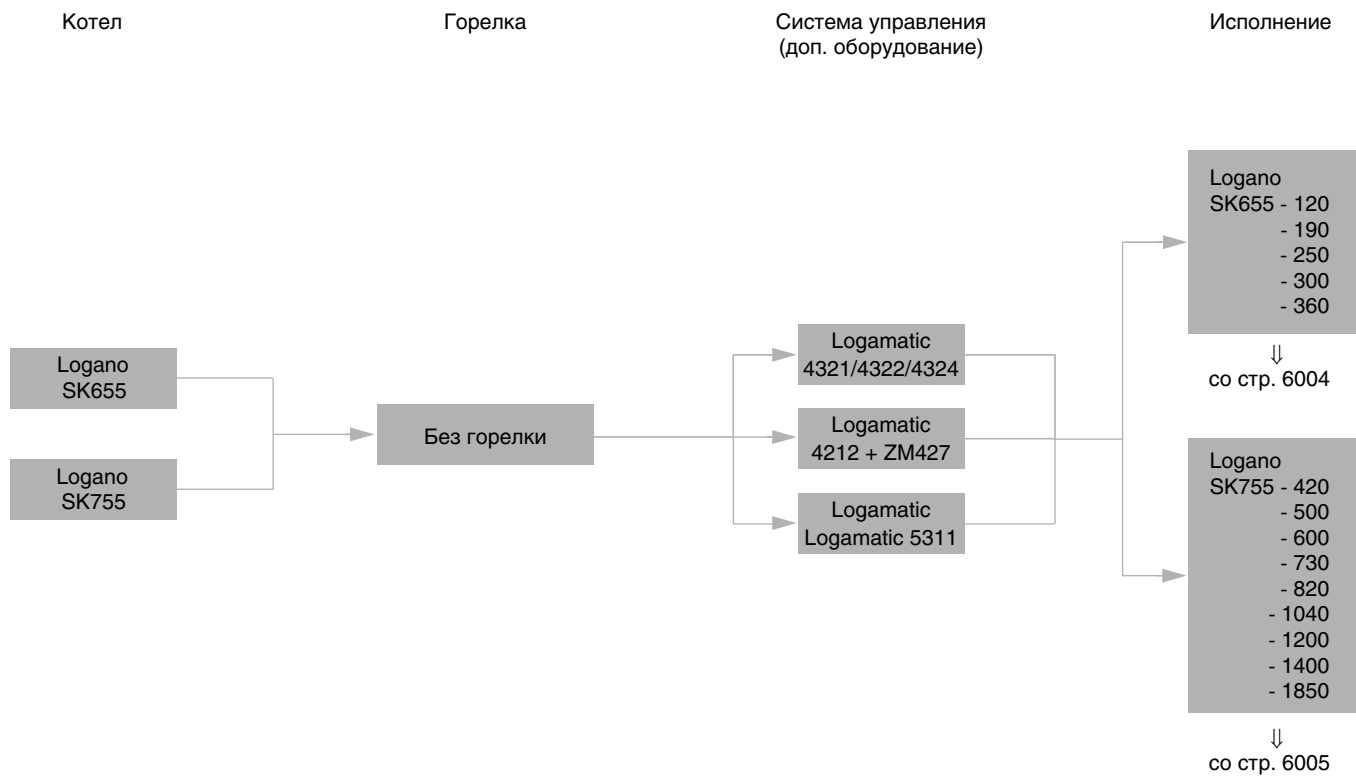 Котел
Горелка
Система управления
(доп. оборудование)
Исполнение
Logano
SK655
Logano
SK755
Без горелки
Logamatic
4321/4322/4324
Logamatic
4212 + ZM427
Logamatic
Logamatic 5311
Logano
SK655 - 120
- 190
- 250
- 300
- 360
⇓
со стр. 6004
Logano
SK755 - 420
- 500
- 600
- 730
- 820
- 1040
- 1200
- 1400
- 1850
⇓
со стр. 6005